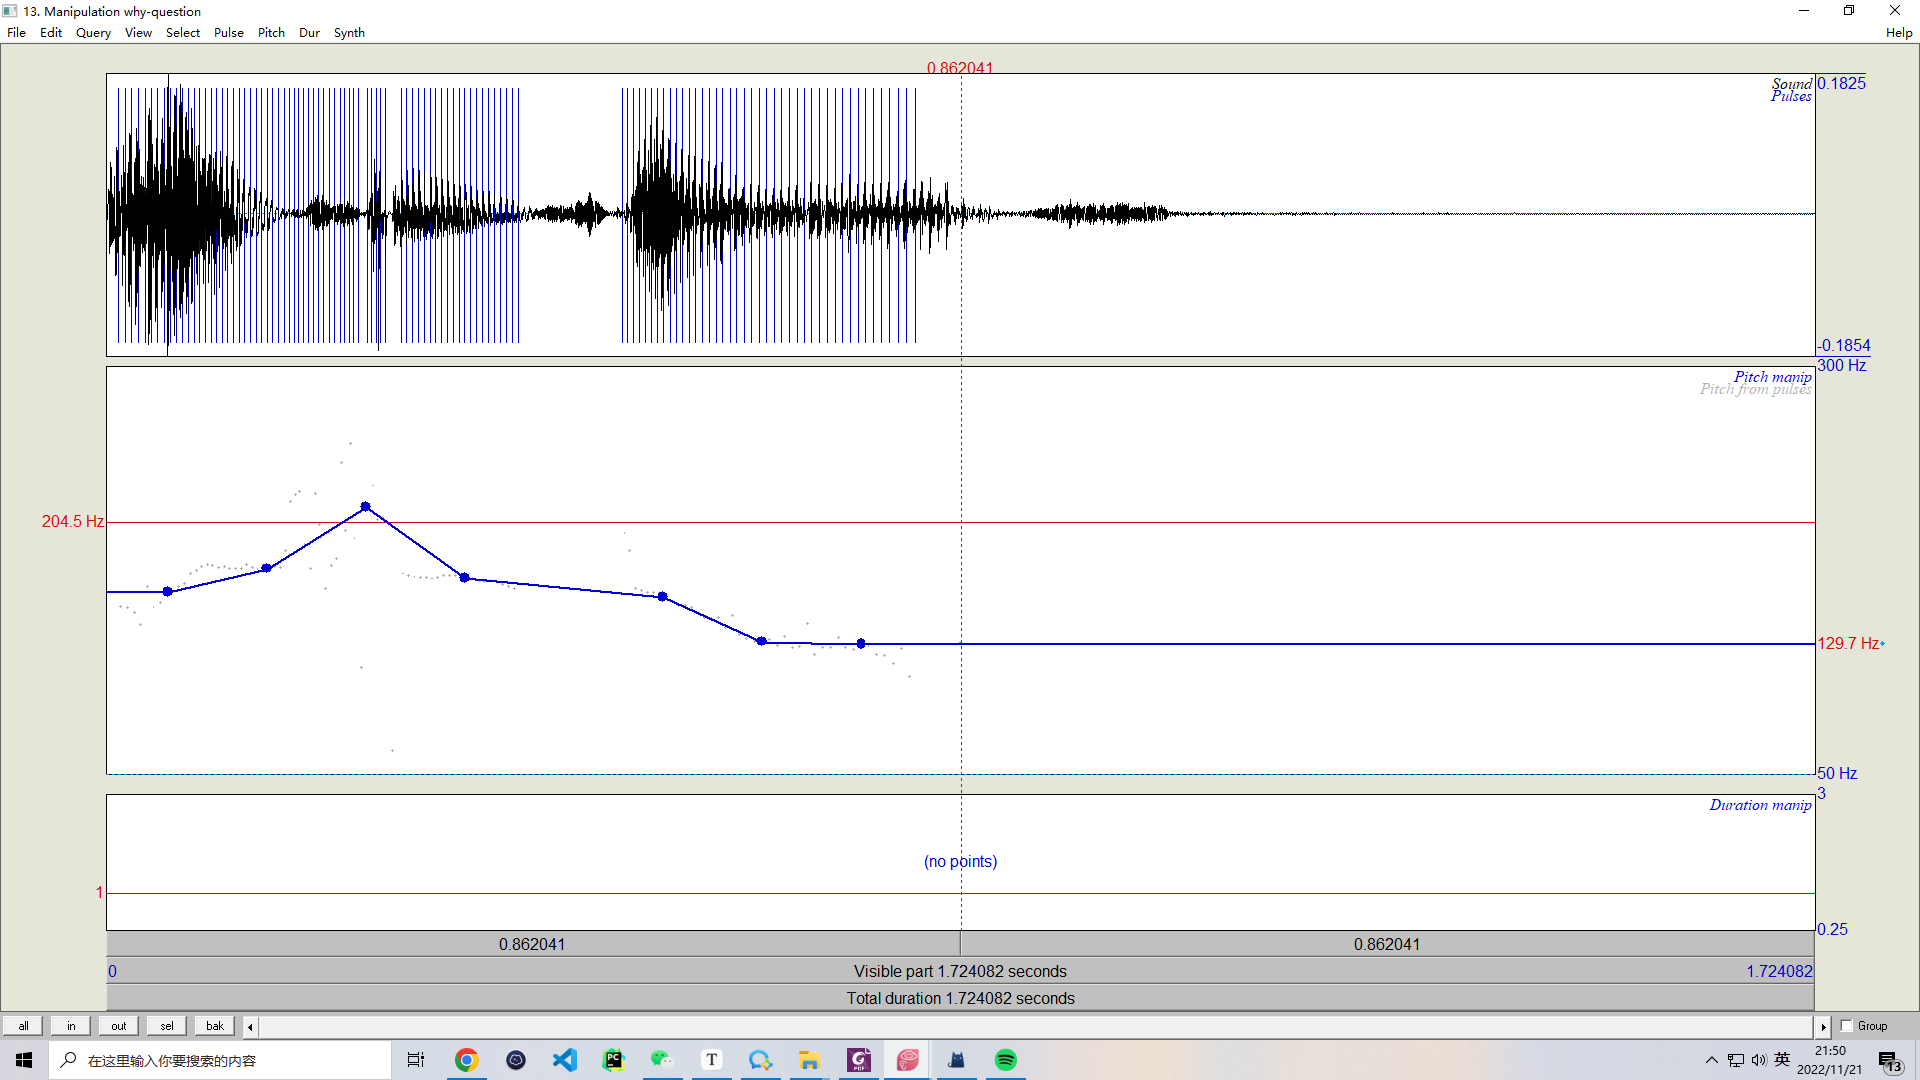 13. Manipulation why-question
File Edit Query View Select Pulse Pitch Dur Synth Help
0.862041
Sound
Pulses
0.1825
-0.1854
300 Hz
Pitch manip
Pitch from pulses
204.5 Hz
129.7 Hz
50 Hz
3
Duration manip
(no points)
1
0.25
0.862041 0.862041
0 Visible part 1.724082 seconds 1.724082
Total duration 1.724082 seconds
all in out sel bak Group
在这里输入你要搜索的内容
PC
T
G
PDF
英
21:50
2022/11/21
13